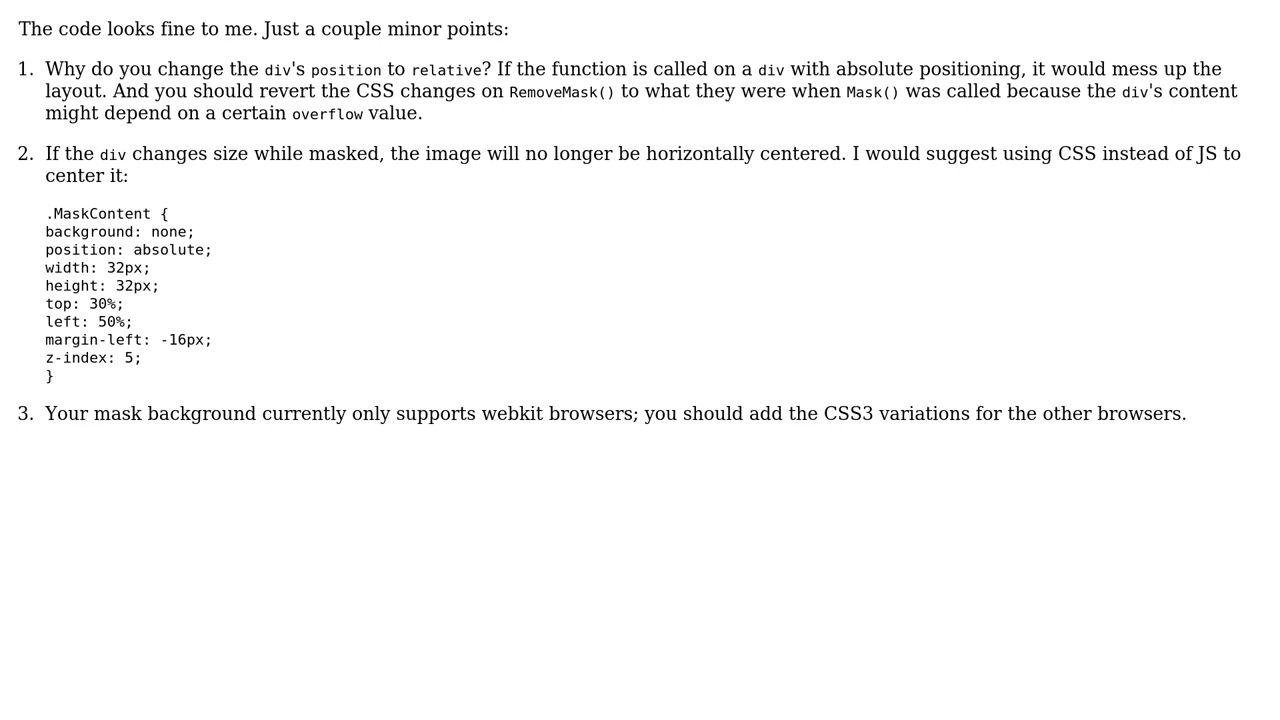 The code looks fine to me. Just a couple minor points:
1. Why do you change the div's position to relative? If the function is called on a div with absolute positioning, it would mess up the
layout. And you should revert the CSS changes on RemoveMask() to what they were when Mask() was called because the div's content
might depend on a certain overflow value.
2. If the div changes size while masked, the image will no longer be horizontally centered. I would suggest using CSS instead of JS to
center it:
.MaskContent {
background: none;
position: absolute;
width: 32px;
height: 32px;
top: 30%;
left: 50%;
margin-left: -16px;
z-index: 5;
}
3. Your mask background currently only supports webkit browsers; you should add the CSS3 variations for the other browsers.